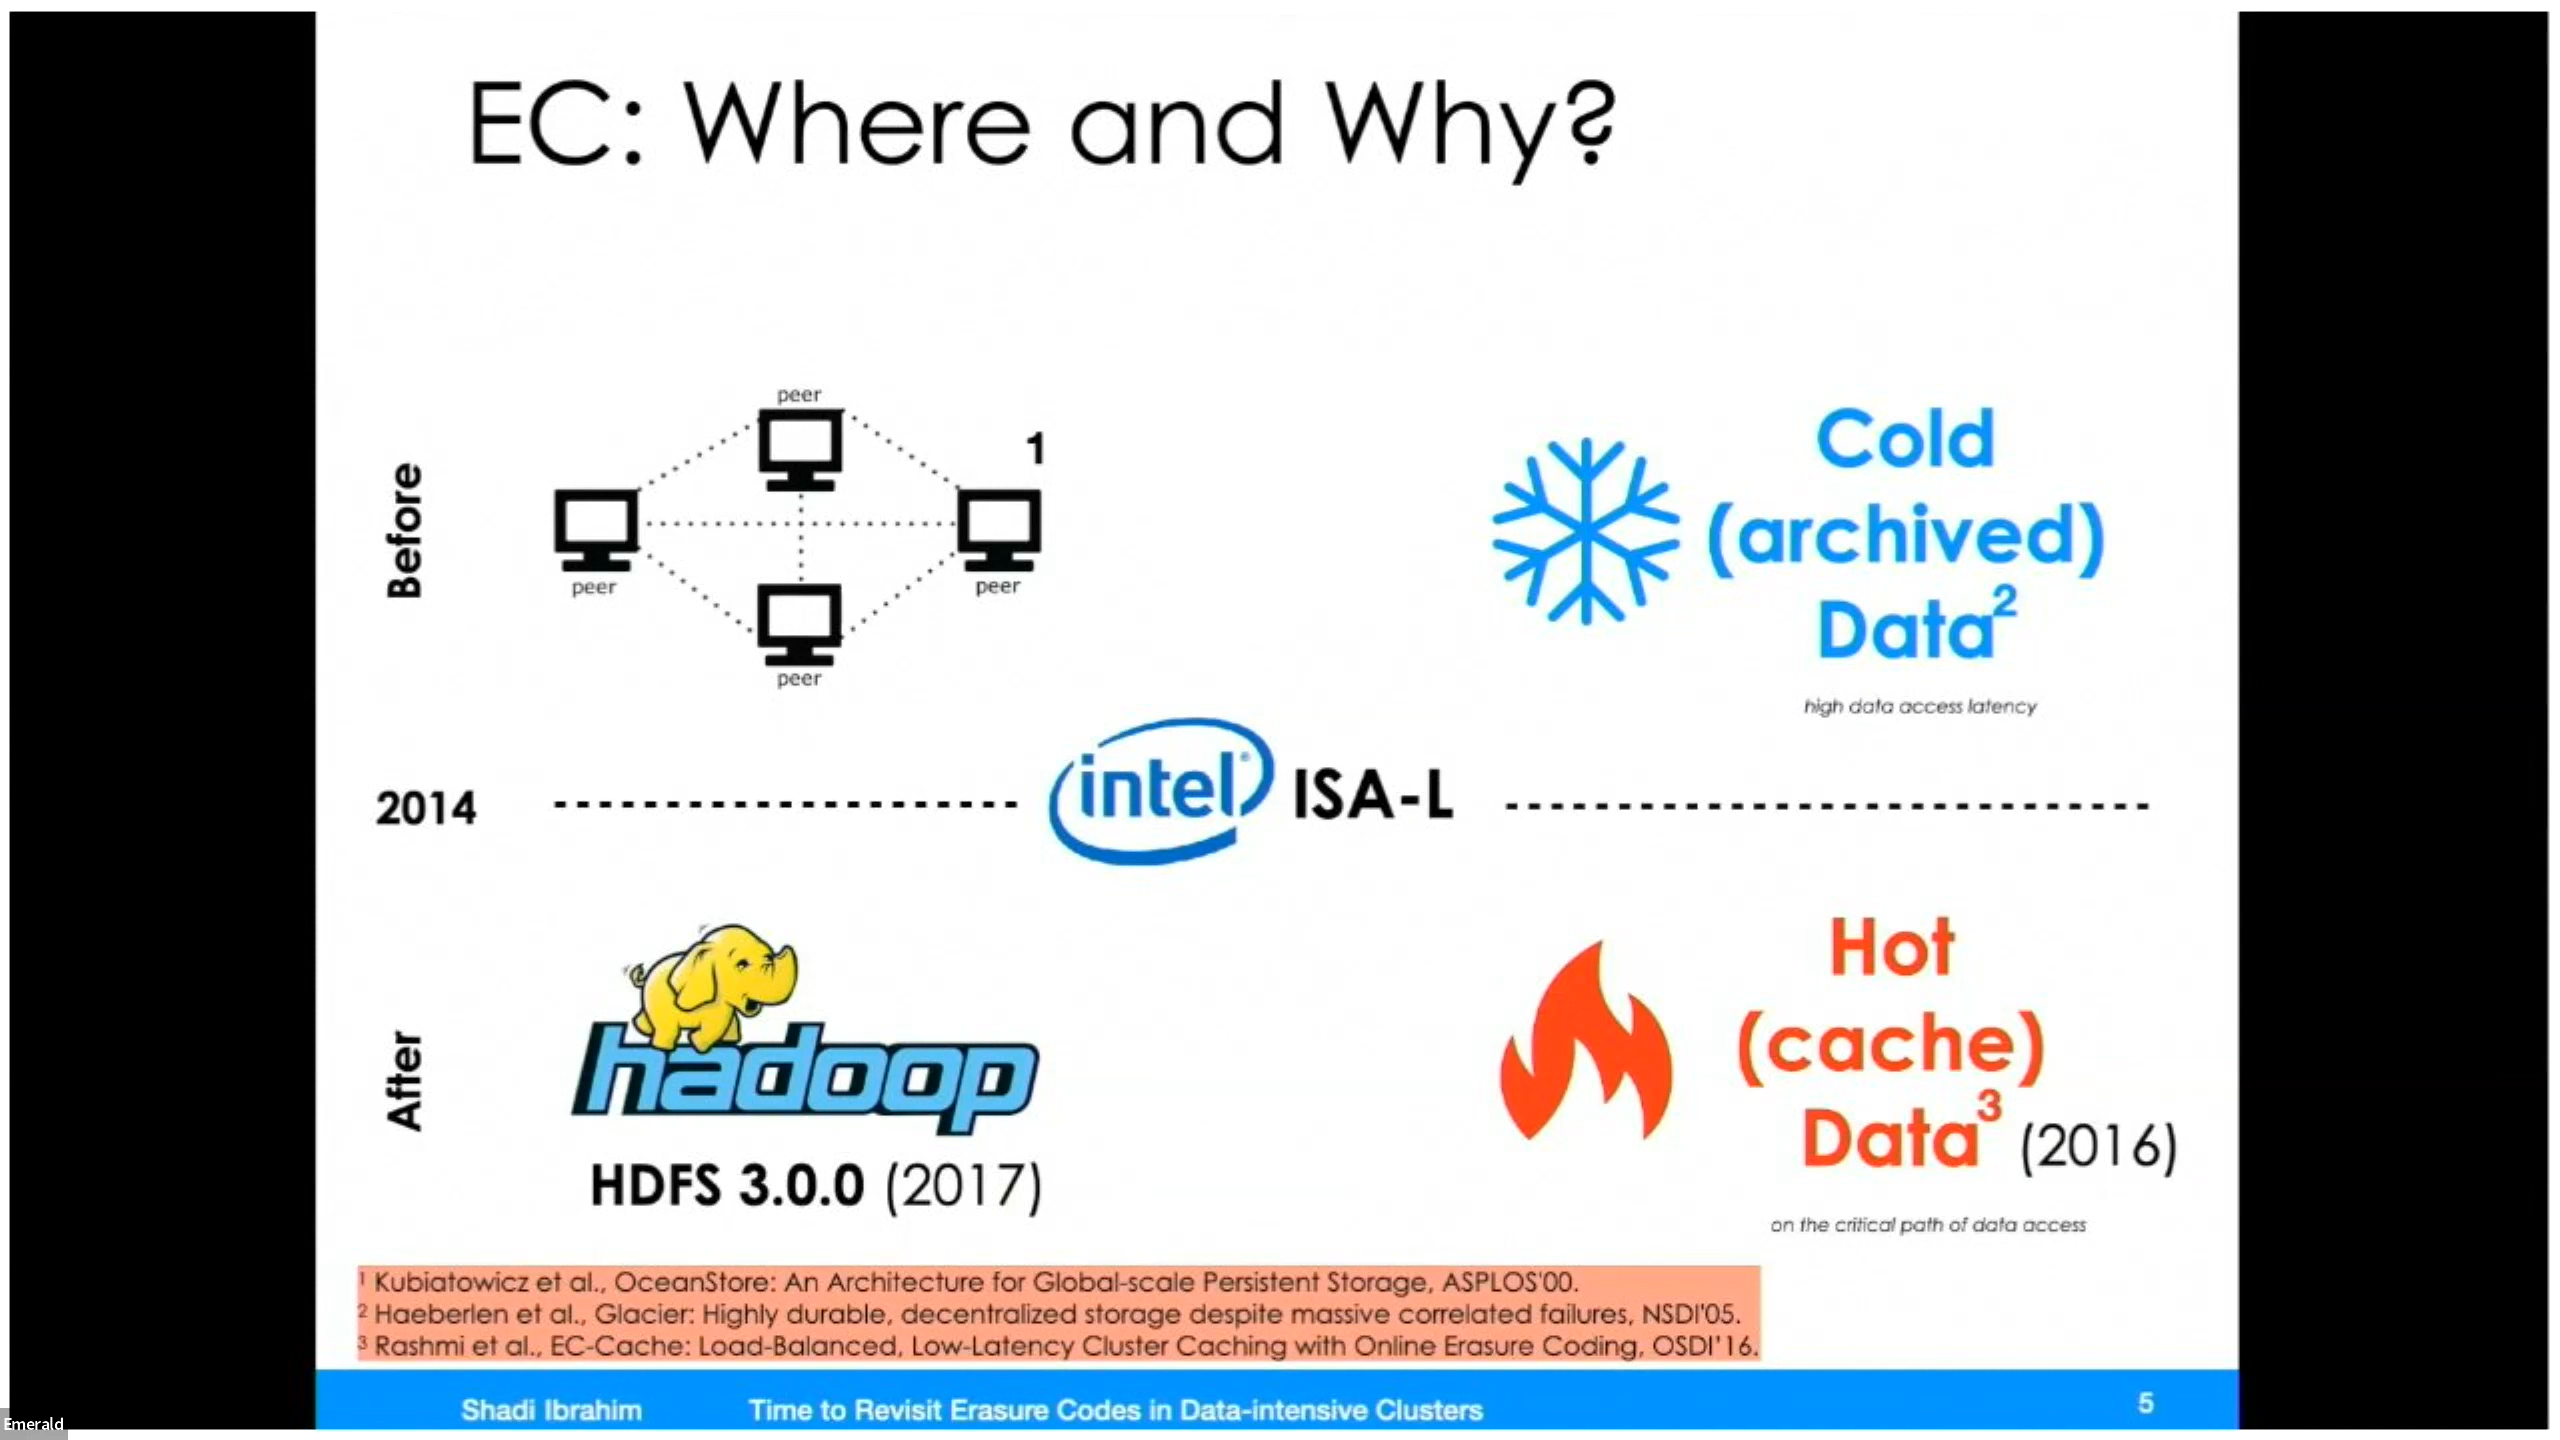 EC: Where and Why?
Before
peer
1
peer
peer
peer
Cold
(archived)
Data²
high data access latency
2014
intel® ISA-L
After
hadoop
HDFS 3.0.0 (2017)
Hot
(cache)
Data³ (2016)
on the critical path of data access
¹ Kubiatowicz et al., OceanStore: An Architecture for Global-scale Persistent Storage, ASPLOS'00.
² Haeberlen et al., Glacier: Highly durable, decentralized storage despite massive correlated failures, NSDI'05.
³ Rashmi et al., EC-Cache: Load-Balanced, Low-Latency Cluster Caching with Online Erasure Coding, OSDI'16.
Shadi Ibrahim Time to Revisit Erasure Codes in Data-intensive Clusters 5
Emerald